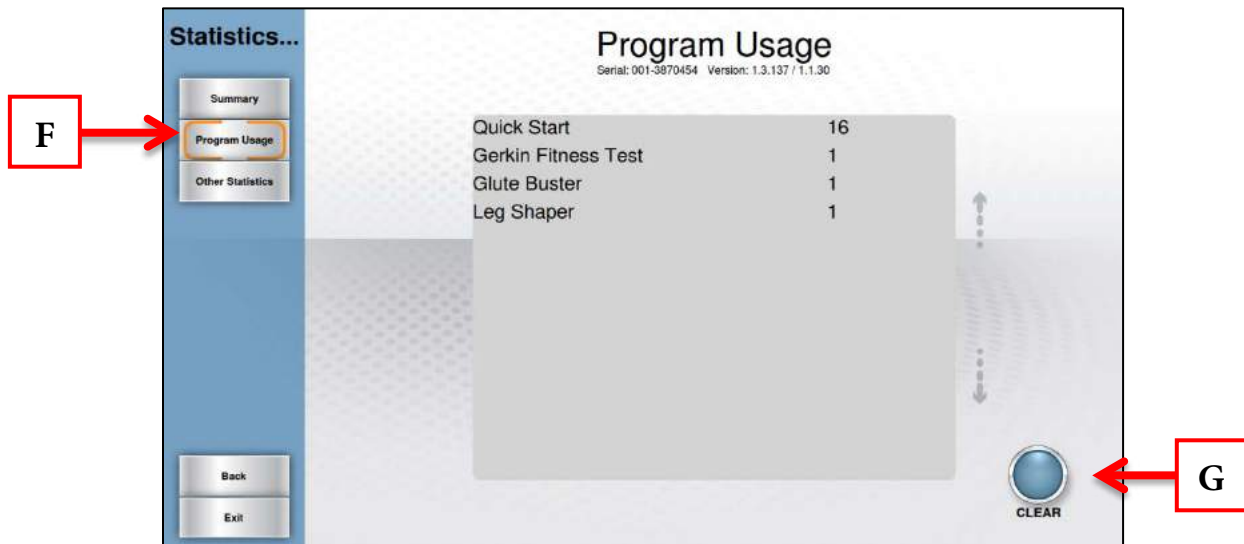 Statistics...
Program Usage
Serial: 001-3870454 Version: 1.3.137 / 1.1.30
Summary
F
Program Usage
Other Statistics
Quick Start 16
Gerkin Fitness Test 1
Glute Buster 1
Leg Shaper 1
Back
Exit
G
CLEAR